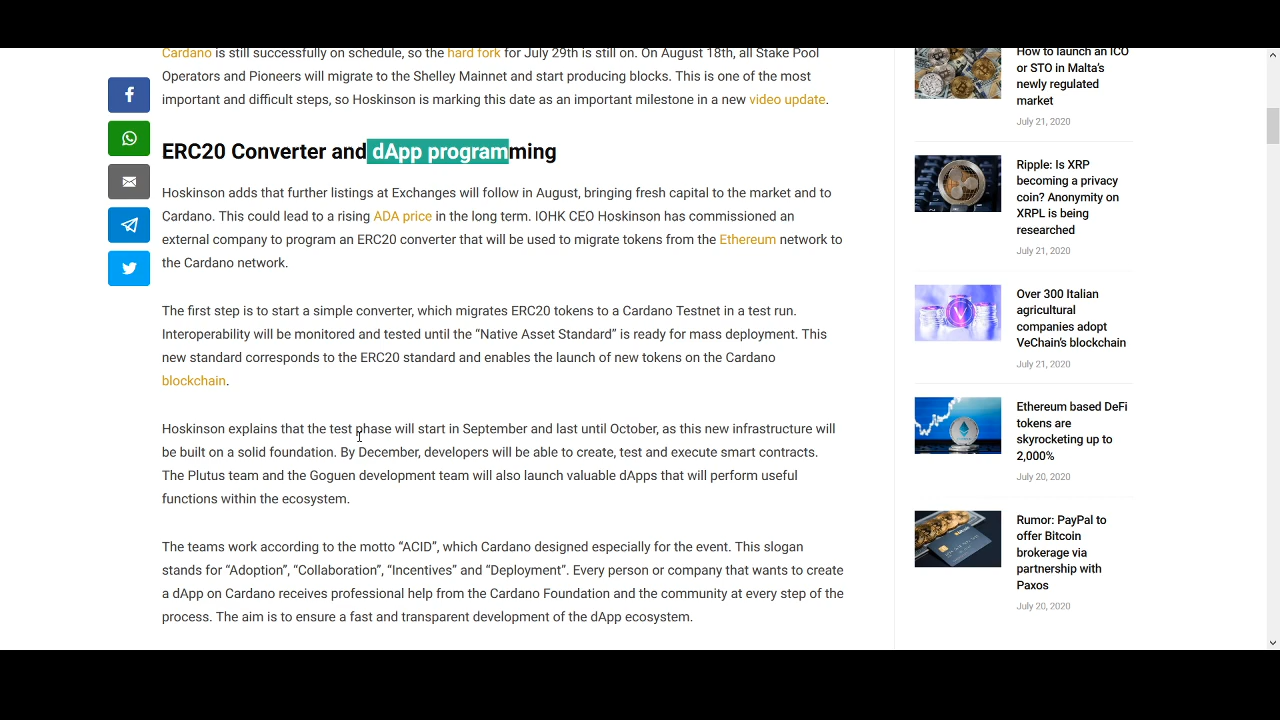 Cardano is still successfully on schedule, so the hard fork for July 29th is still on. On August 18th, all Stake Pool
Operators and Pioneers will migrate to the Shelley Mainnet and start producing blocks. This is one of the most
important and difficult steps, so Hoskinson is marking this date as an important milestone in a new video update.
ERC20 Converter and dApp programming
Hoskinson adds that further listings at Exchanges will follow in August, bringing fresh capital to the market and to
Cardano. This could lead to a rising ADA price in the long term. IOHK CEO Hoskinson has commissioned an
external company to program an ERC20 converter that will be used to migrate tokens from the Ethereum network to
the Cardano network.
The first step is to start a simple converter, which migrates ERC20 tokens to a Cardano Testnet in a test run.
Interoperability will be monitored and tested until the “Native Asset Standard” is ready for mass deployment. This
new standard corresponds to the ERC20 standard and enables the launch of new tokens on the Cardano
blockchain.
Hoskinson explains that the test phase will start in September and last until October, as this new infrastructure will
be built on a solid foundation. By December, developers will be able to create, test and execute smart contracts.
The Plutus team and the Goguen development team will also launch valuable dApps that will perform useful
functions within the ecosystem.
The teams work according to the motto “ACID”, which Cardano designed especially for the event. This slogan
stands for “Adoption”, “Collaboration”, “Incentives” and “Deployment”. Every person or company that wants to create
a dApp on Cardano receives professional help from the Cardano Foundation and the community at every step of the
process. The aim is to ensure a fast and transparent development of the dApp ecosystem.
How to launch an ICO
or STO in Malta’s
newly regulated
market
July 21, 2020
Ripple: Is XRP
becoming a privacy
coin? Anonymity on
XRPL is being
researched
July 21, 2020
Over 300 Italian
agricultural
companies adopt
VeChain’s blockchain
July 21, 2020
Ethereum based DeFi
tokens are
skyrocketing up to
2,000%
July 20, 2020
Rumor: PayPal to
offer Bitcoin
brokerage via
partnership with
Paxos
July 20, 2020